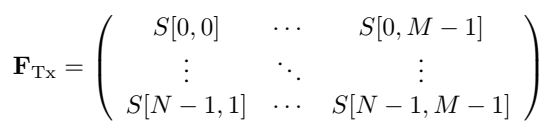 S[0, 0] ⋯ S[0, M − 1]
F_Tx = ( ⋮ ⋱ ⋮ )
S[N − 1, 1] ⋯ S[N − 1, M − 1]